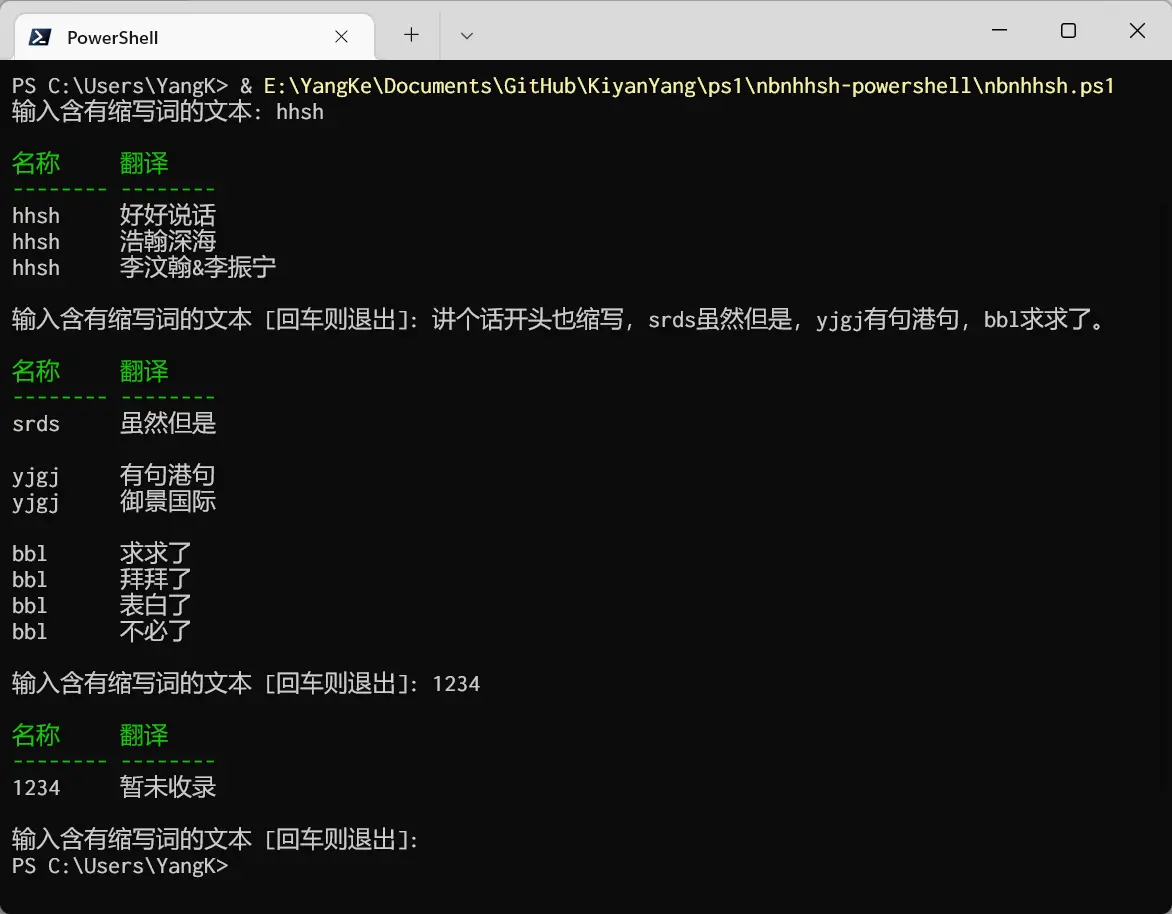 PowerShell
PS C:\Users\YangK> & E:\YangKe\Documents\GitHub\KiyanYang\ps1\nbnhhsh-powershell\nbnhhsh.ps1
输入含有缩写词的文本: hhsh
名称 翻译
-------- --------
hhsh 好好说话
hhsh 浩翰深海
hhsh 李汶翰&李振宁
输入含有缩写词的文本 [回车则退出]: 讲个话开头也缩写，srds虽然但是，yjgj有句港句，bbl求求了。
名称 翻译
-------- --------
srds 虽然但是
yjgj 有句港句
yjgj 御景国际
bbl 求求了
bbl 拜拜了
bbl 表白了
bbl 不必了
输入含有缩写词的文本 [回车则退出]: 1234
名称 翻译
-------- --------
1234 暂未收录
输入含有缩写词的文本 [回车则退出]:
PS C:\Users\YangK>